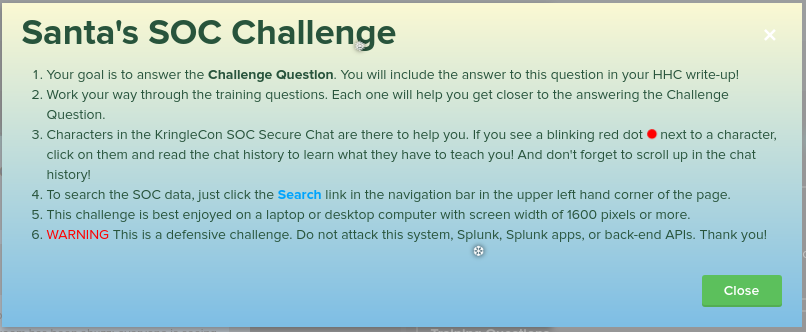 Santa's SOC Challenge
1. Your goal is to answer the Challenge Question. You will include the answer to this question in your HHC write-up!
2. Work your way through the training questions. Each one will help you get closer to the answering the Challenge
Question.
3. Characters in the KringleCon SOC Secure Chat are there to help you. If you see a blinking red dot next to a character,
click on them and read the chat history to learn what they have to teach you! And don't forget to scroll up in the chat
history!
4. To search the SOC data, just click the Search link in the navigation bar in the upper left hand corner of the page.
5. This challenge is best enjoyed on a laptop or desktop computer with screen width of 1600 pixels or more.
6. WARNING This is a defensive challenge. Do not attack this system, Splunk, Splunk apps, or back-end APIs. Thank you!
Close
Training Questions